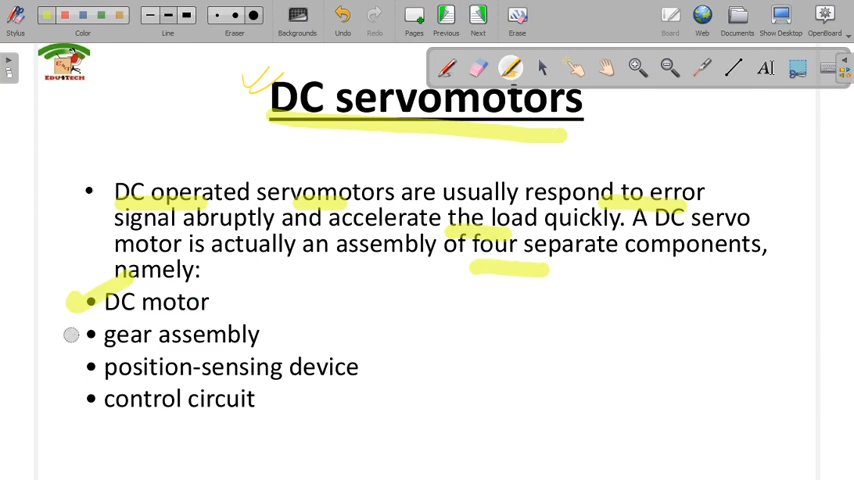 Stylus
Color
Line
Eraser
Backgrounds
Undo
Redo
Pages
Previous
Next
Erase
Board
Web
Documents
Show Desktop
OpenBoard
EDU4TECH
DC servomotors
• DC operated servomotors are usually respond to error
signal abruptly and accelerate the load quickly. A DC servo
motor is actually an assembly of four separate components,
namely:
• DC motor
• gear assembly
• position-sensing device
• control circuit